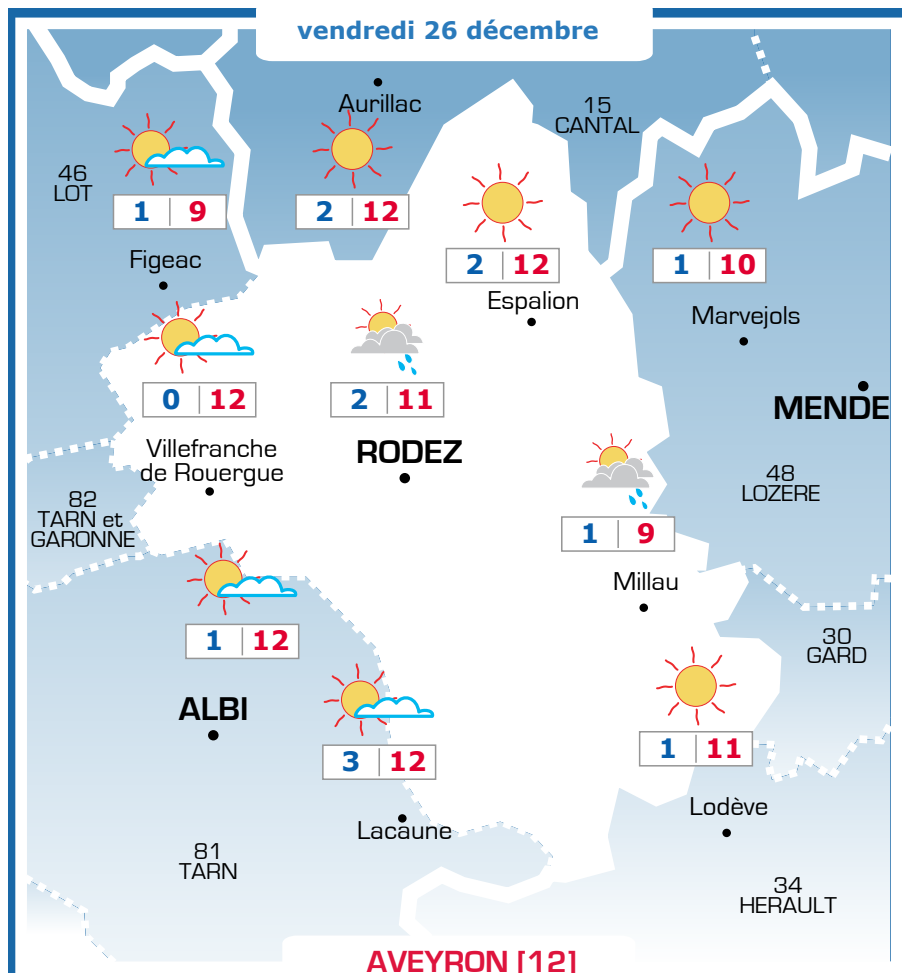 vendredi 26 décembre
Aurillac
15
CANTAL
46
LOT
1 9
2 12
Figeac
2 12
Espalion
1 10
Marvejols
0 12
Villefranche
de Rouergue
2 11
RODEZ
MENDE
48
LOZERE
82
TARN et
GARONNE
1 9
Millau
1 12
ALBI
30
GARD
3 12
Lacaune
1 11
Lodève
81
TARN
34
HERAULT
AVEYRON [12]